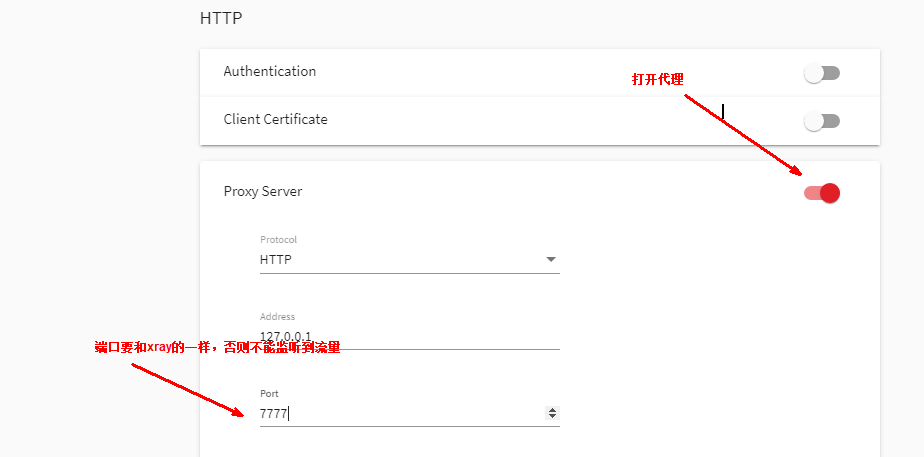 HTTP
Authentication
打开代理
Client Certificate
Proxy Server
Protocol
HTTP
Address
127.0.0.1
端口要和xray的一样，否则不能监听到流量
Port
7777